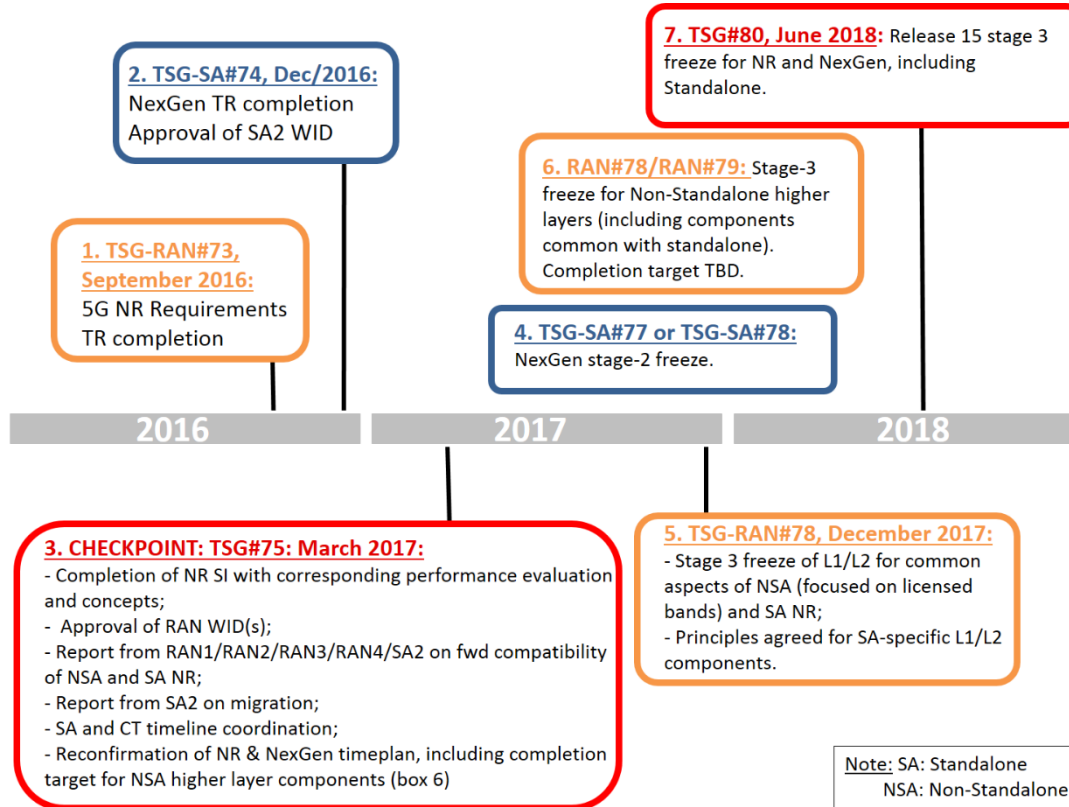 7. TSG#80, June 2018: Release 15 stage 3
freeze for NR and NexGen, including
Standalone.
2. TSG-SA#74, Dec/2016:
NexGen TR completion
Approval of SA2 WID
6. RAN#78/RAN#79: Stage-3
freeze for Non-Standalone higher
layers (including components
common with standalone).
Completion target TBD.
1. TSG-RAN#73,
September 2016:
5G NR Requirements
TR completion
4. TSG-SA#77 or TSG-SA#78:
NexGen stage-2 freeze.
2016
2017
2018
3. CHECKPOINT: TSG#75: March 2017:
- Completion of NR SI with corresponding performance evaluation
and concepts;
- Approval of RAN WID(s);
- Report from RAN1/RAN2/RAN3/RAN4/SA2 on fwd compatibility
of NSA and SA NR;
- Report from SA2 on migration;
- SA and CT timeline coordination;
- Reconfirmation of NR & NexGen timeplan, including completion
target for NSA higher layer components (box 6)
5. TSG-RAN#78, December 2017:
- Stage 3 freeze of L1/L2 for common
aspects of NSA (focused on licensed
bands) and SA NR;
- Principles agreed for SA-specific L1/L2
components.
Note: SA: Standalone
NSA: Non-Standalone